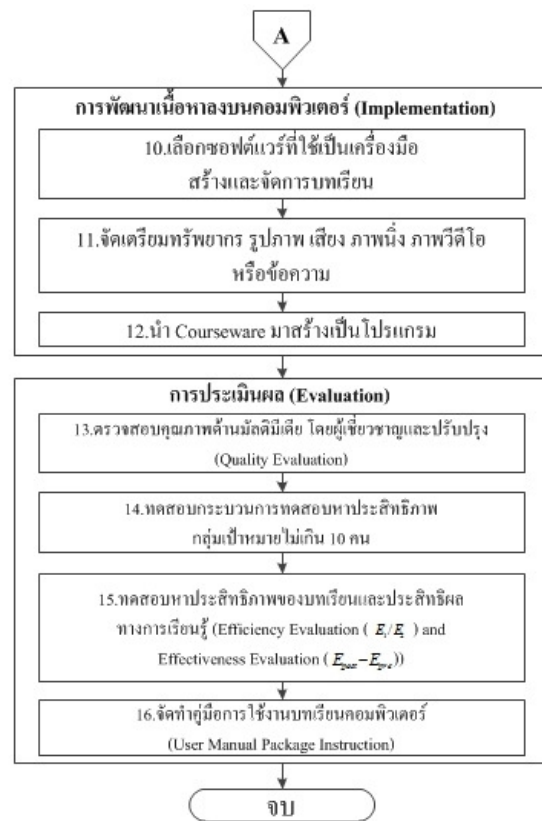 A
การพัฒนาเนื้อหาลงบนคอมพิวเตอร์ (Implementation)
10.เลือกซอฟต์แวร์ที่ใช้เป็นเครื่องมือ
สร้างและจัดการบทเรียน
11.จัดเตรียมทรัพยากร รูปภาพ เสียง ภาพนิ่ง ภาพวีดีโอ
หรือข้อความ
12.นำ Courseware มาสร้างเป็นโปรแกรม
การประเมินผล (Evaluation)
13.ตรวจสอบคุณภาพด้านมัลติมีเดีย โดยผู้เชี่ยวชาญและปรับปรุง
(Quality Evaluation)
14.ทดสอบกระบวนการทดสอบหาประสิทธิภาพ
กลุ่มเป้าหมายไม่เกิน 10 คน
15.ทดสอบหาประสิทธิภาพของบทเรียนและประสิทธิผล
ทางการเรียนรู้ (Efficiency Evaluation ( ) and
Effectiveness Evaluation ( ))
16.จัดทำคู่มือการใช้งานบทเรียนคอมพิวเตอร์
(User Manual Package Instruction)
จบ